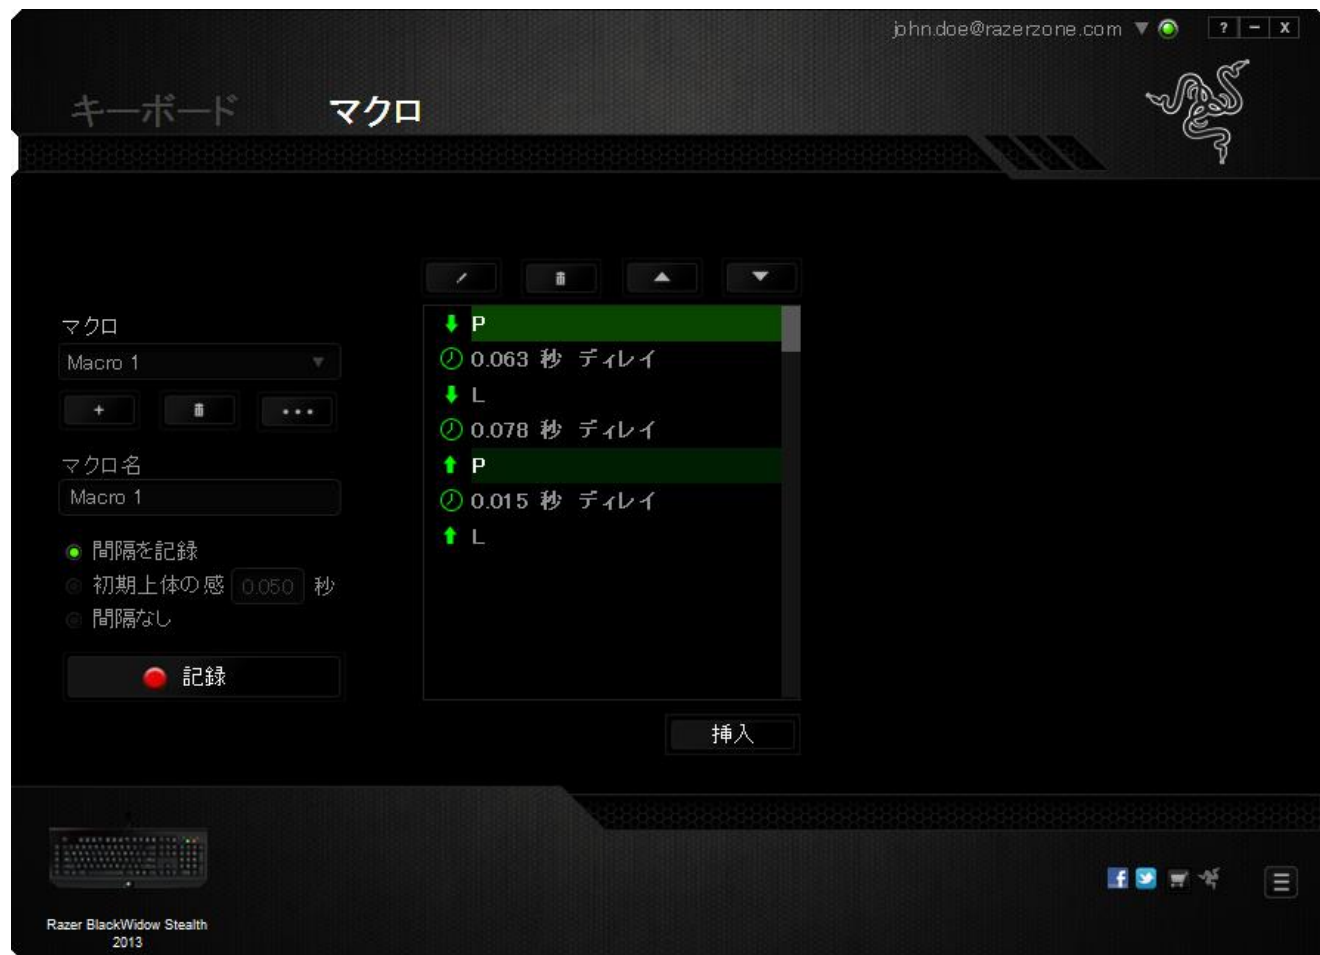 john.doe@razerzone.com
? – X
キーボード マクロ
マクロ
Macro 1
マクロ名
Macro 1
間隔を記録
初期上体の感 0.050 秒
間隔なし
記録
P
0.063 秒 ディレイ
L
0.078 秒 ディレイ
P
0.015 秒 ディレイ
L
挿入
Razer BlackWidow Stealth
2013